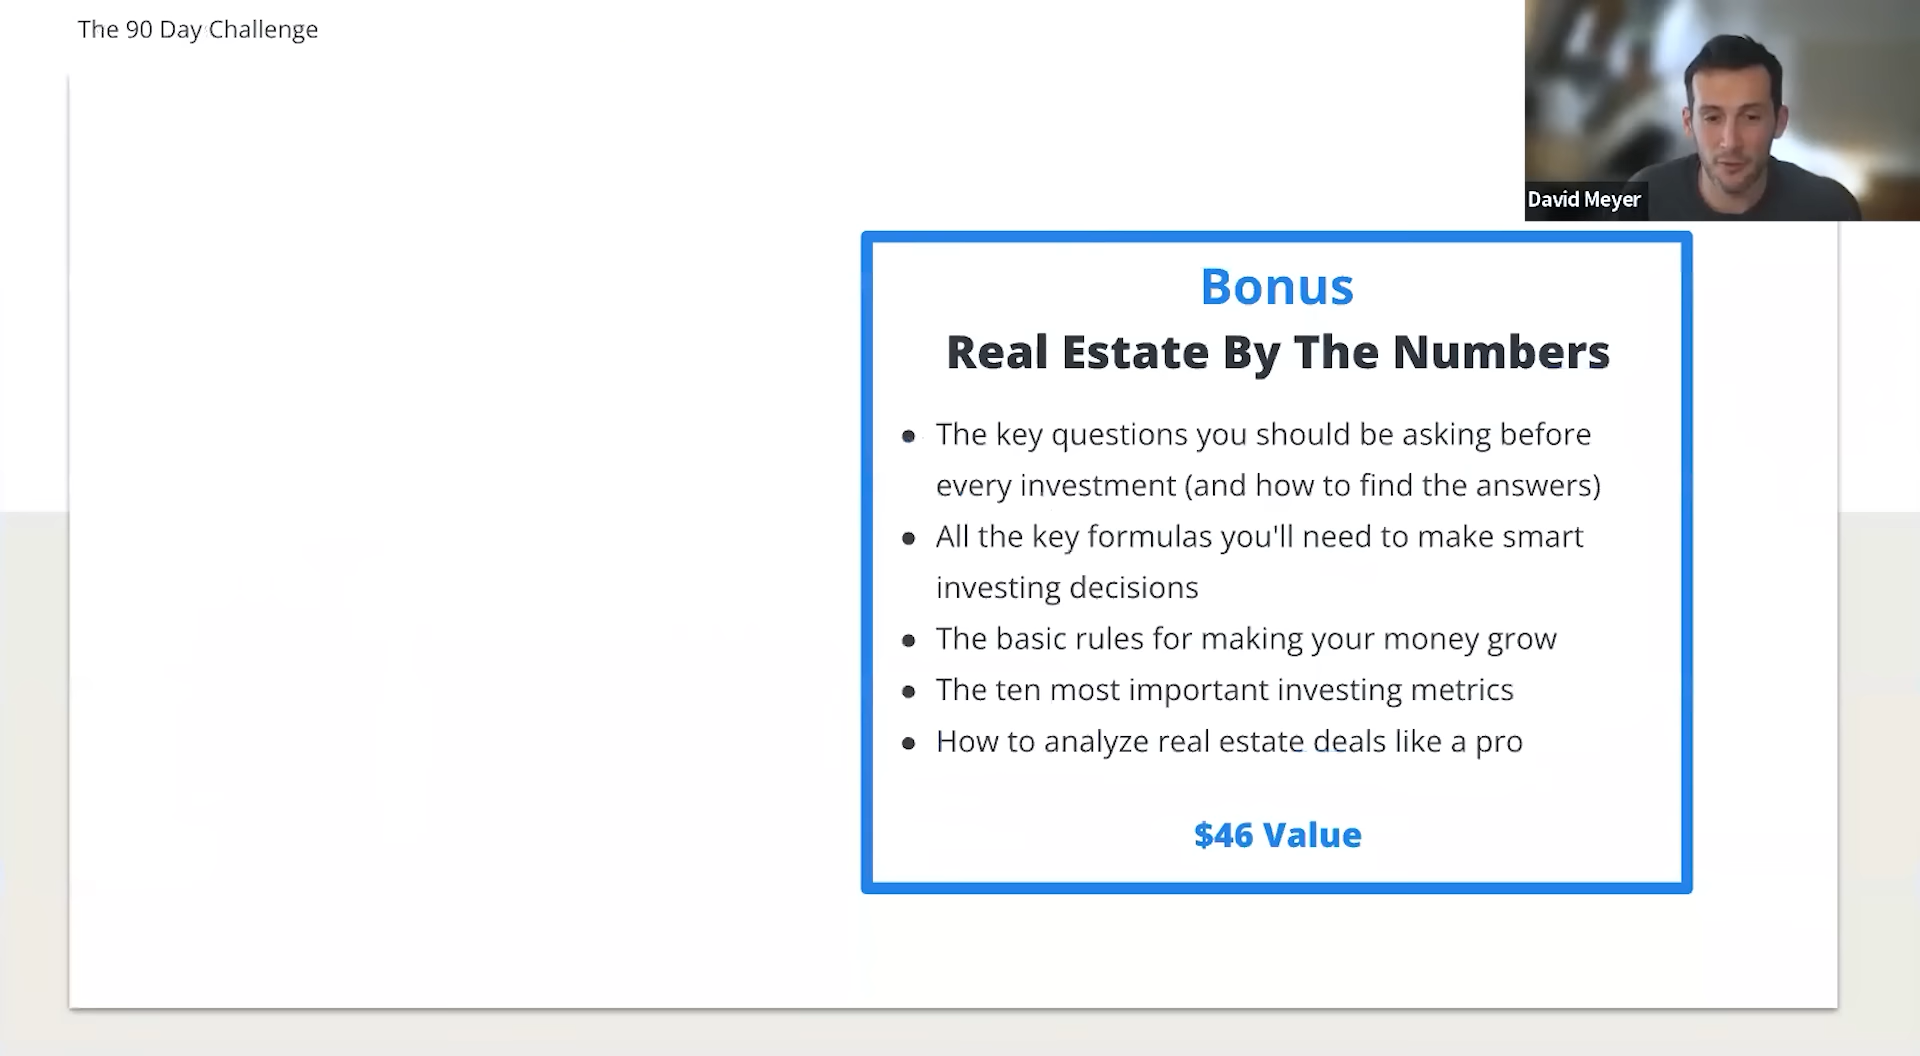 The 90 Day Challenge
David Meyer
Bonus
Real Estate By The Numbers
● The key questions you should be asking before
every investment (and how to find the answers)
● All the key formulas you'll need to make smart
investing decisions
● The basic rules for making your money grow
● The ten most important investing metrics
● How to analyze real estate deals like a pro
$46 Value